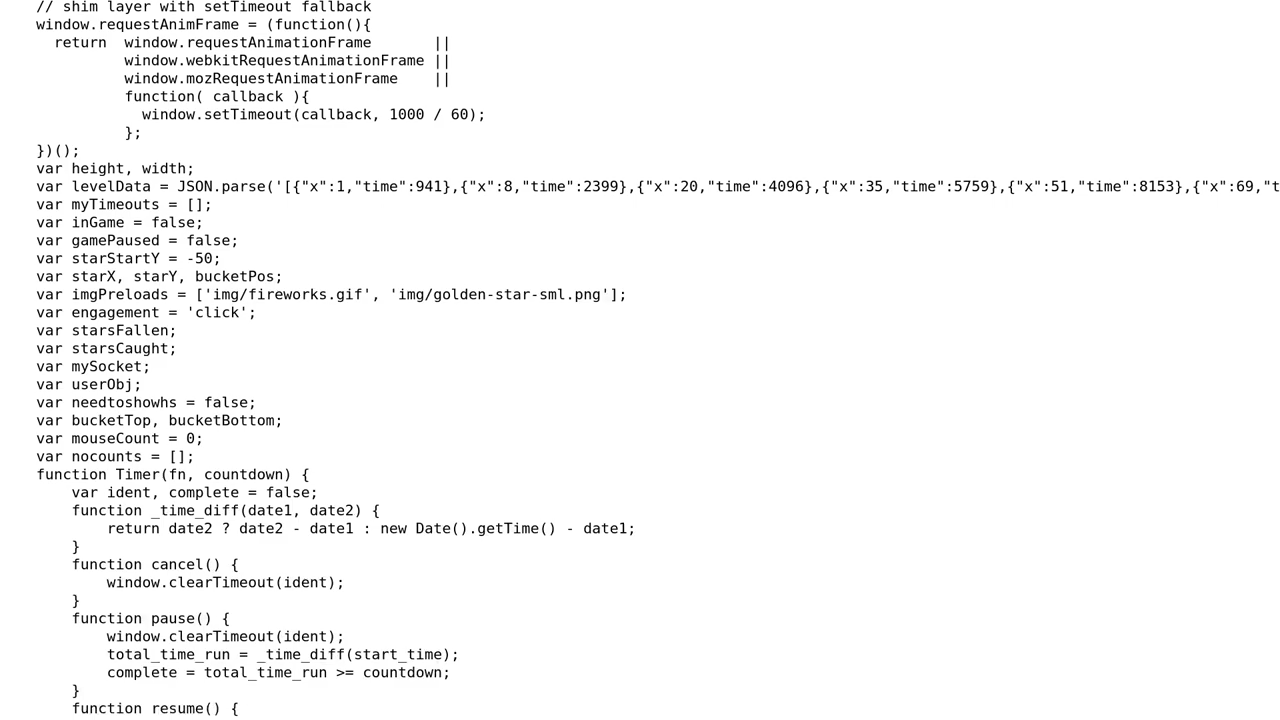 // shim layer with setTimeout fallback
window.requestAnimFrame = (function(){
  return  window.requestAnimationFrame       ||
          window.webkitRequestAnimationFrame ||
          window.mozRequestAnimationFrame    ||
          function( callback ){
            window.setTimeout(callback, 1000 / 60);
          };
})();
var height, width;
var levelData = JSON.parse('[{"x":1,"time":941},{"x":8,"time":2399},{"x":20,"time":4096},{"x":35,"time":5759},{"x":51,"time":8153},{"x":69,"t
var myTimeouts = [];
var inGame = false;
var gamePaused = false;
var starStartY = -50;
var starX, starY, bucketPos;
var imgPreloads = ['img/fireworks.gif', 'img/golden-star-sml.png'];
var engagement = 'click';
var starsFallen;
var starsCaught;
var mySocket;
var userObj;
var needtoshowhs = false;
var bucketTop, bucketBottom;
var mouseCount = 0;
var nocounts = [];
function Timer(fn, countdown) {
    var ident, complete = false;
    function _time_diff(date1, date2) {
        return date2 ? date2 - date1 : new Date().getTime() - date1;
    }
    function cancel() {
        window.clearTimeout(ident);
    }
    function pause() {
        window.clearTimeout(ident);
        total_time_run = _time_diff(start_time);
        complete = total_time_run >= countdown;
    }
    function resume() {